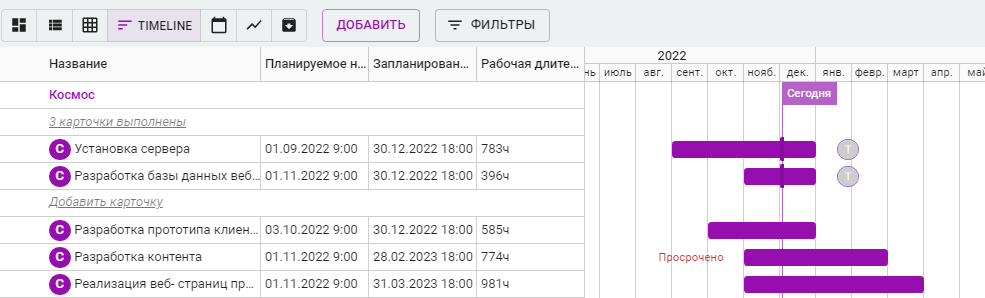 TIMELINE ДОБАВИТЬ ФИЛЬТРЫ
2022
Название Планируемое н... Запланирован... Рабочая длите... нь июль авг. сент. окт. нояб. дек. янв. февр. март апр. май
Космос Сегодня
3 карточки выполнены
С Установка сервера 01.09.2022 9:00 30.12.2022 18:00 783ч Т
С Разработка базы данных веб... 01.11.2022 9:00 30.12.2022 18:00 396ч Т
Добавить карточку
С Разработка прототипа клиен... 03.10.2022 9:00 30.12.2022 18:00 585ч
С Разработка контента 01.11.2022 9:00 28.02.2023 18:00 774ч Просрочено
С Реализация веб- страниц пр... 01.11.2022 9:00 31.03.2023 18:00 981ч